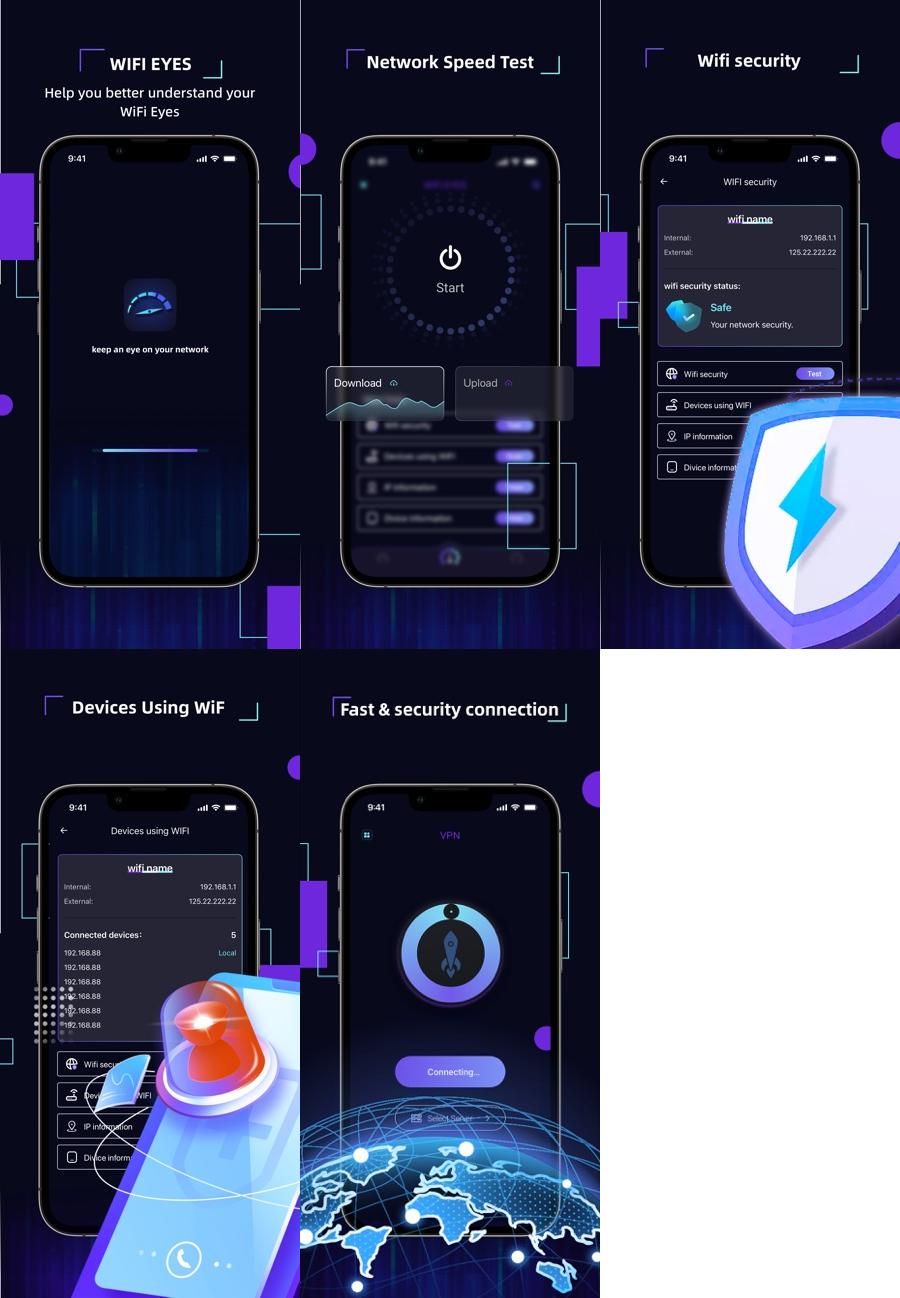 WIFI EYES
Help you better understand your
WiFi Eyes
9:41
keep an eye on your network
Network Speed Test
9:41
WIFI EYES
Start
Download
Upload
Wifi security
Devices using WIFI
IP information
Divice information
Wifi security
9:41
WIFI security
wifi name
Internal: 192.168.1.1
External: 125.22.222.22
wifi security status:
Safe
Your network security.
Wifi security Test
Devices using WIFI
IP information
Divice informat
Devices Using WiF
9:41
Devices using WIFI
wifi name
Internal: 192.168.1.1
External: 125.22.222.22
Connected devices: 5
192.168.88 Local
192.168.88
192.168.88
192.168.88
192.168.88
192.168.88
Wifi secu
Devi WIFI
IP information
Divice inform
Fast & security connection
9:41
VPN
Connecting...
Select Server